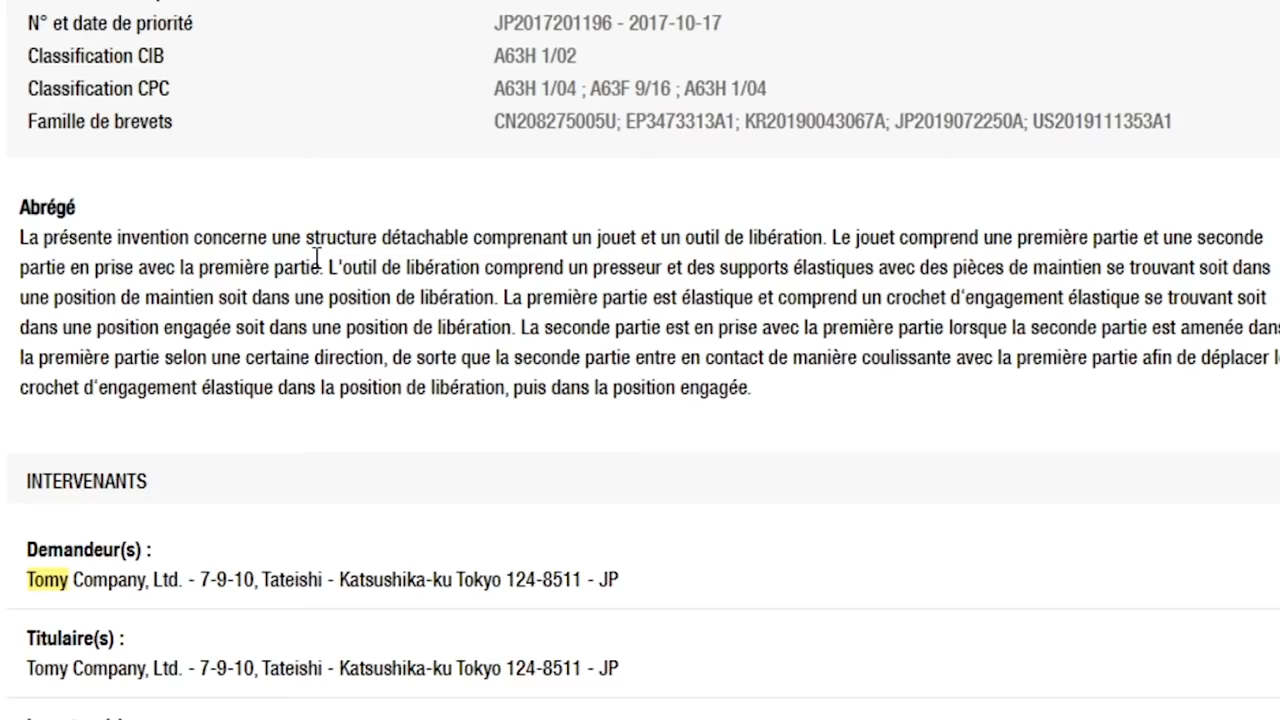 N° et date de priorité JP2017201196 - 2017-10-17
Classification CIB A63H 1/02
Classification CPC A63H 1/04 ; A63F 9/16 ; A63H 1/04
Famille de brevets CN208275005U; EP3473313A1; KR20190043067A; JP2019072250A; US2019111353A1
Abrégé
La présente invention concerne une structure détachable comprenant un jouet et un outil de libération. Le jouet comprend une première partie et une seconde
partie en prise avec la première partie. L'outil de libération comprend un presseur et des supports élastiques avec des pièces de maintien se trouvant soit dans
une position de maintien soit dans une position de libération. La première partie est élastique et comprend un crochet d'engagement élastique se trouvant soit
dans une position engagée soit dans une position de libération. La seconde partie est en prise avec la première partie lorsque la seconde partie est amenée dans
la première partie selon une certaine direction, de sorte que la seconde partie entre en contact de manière coulissante avec la première partie afin de déplacer
crochet d'engagement élastique dans la position de libération, puis dans la position engagée.
INTERVENANTS
Demandeur(s) :
Tomy Company, Ltd. - 7-9-10, Tateishi - Katsushika-ku Tokyo 124-8511 - JP
Titulaire(s) :
Tomy Company, Ltd. - 7-9-10, Tateishi - Katsushika-ku Tokyo 124-8511 - JP